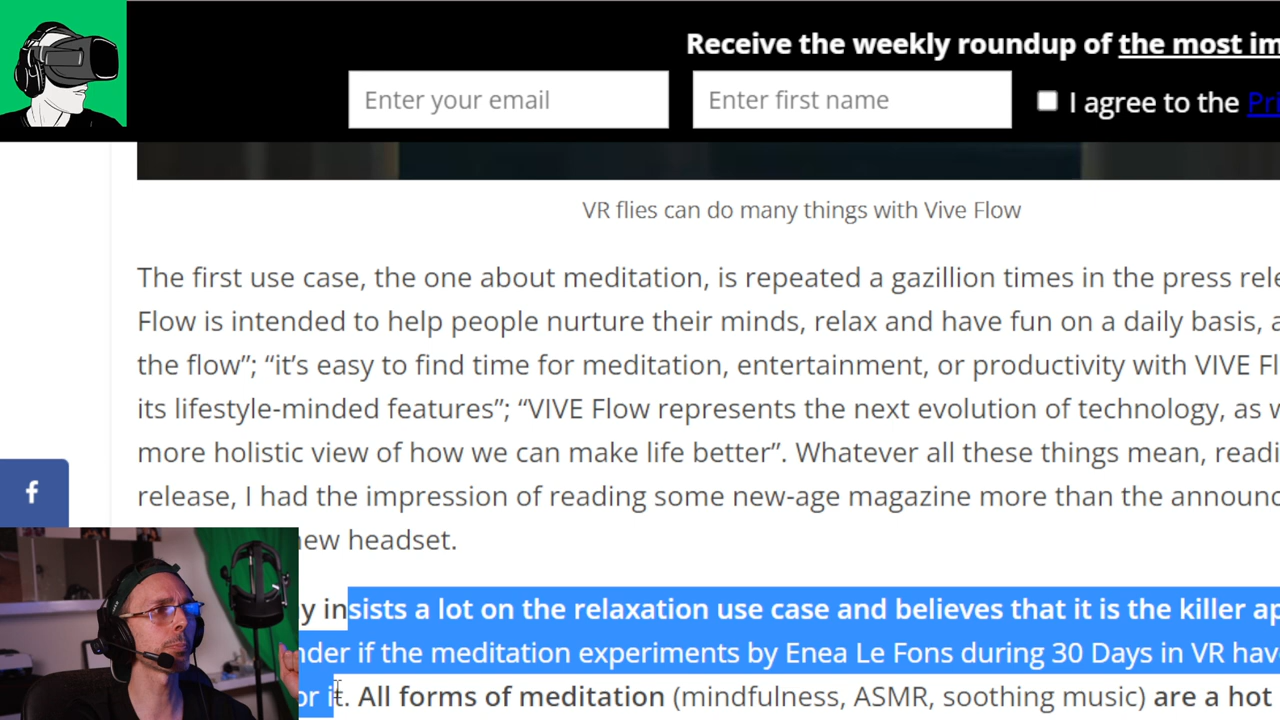 Receive the weekly roundup of the most im
Enter your email
Enter first name
I agree to the Pri
VR flies can do many things with Vive Flow
The first use case, the one about meditation, is repeated a gazillion times in the press rele
Flow is intended to help people nurture their minds, relax and have fun on a daily basis, a
the flow”; “it’s easy to find time for meditation, entertainment, or productivity with VIVE Fl
its lifestyle-minded features”; “VIVE Flow represents the next evolution of technology, as w
more holistic view of how we can make life better”. Whatever all these things mean, readi
release, I had the impression of reading some new-age magazine more than the announc
new headset.
y insists a lot on the relaxation use case and believes that it is the killer ap
nder if the meditation experiments by Enea Le Fons during 30 Days in VR have
or it. All forms of meditation (mindfulness, ASMR, soothing music) are a hot